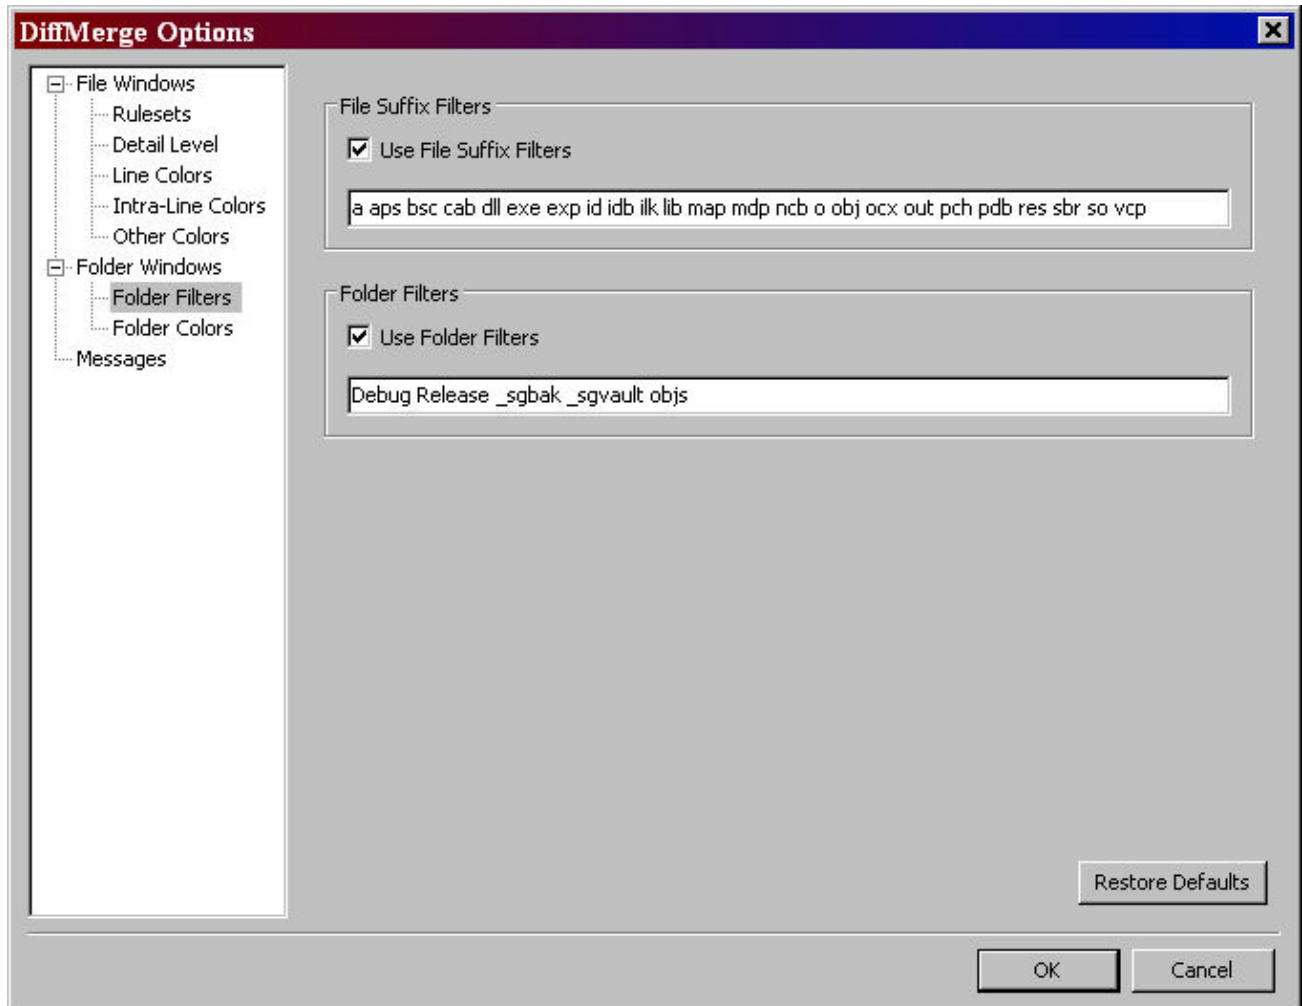 DiffMerge Options
File Windows
Rulesets
Detail Level
Line Colors
Intra-Line Colors
Other Colors
Folder Windows
Folder Filters
Folder Colors
Messages
File Suffix Filters
Use File Suffix Filters
a aps bsc cab dll exe exp id idb ilk lib map mdp ncb o obj ocx out pch pdb res sbr so vcp
Folder Filters
Use Folder Filters
Debug Release _sgbak _sgvault objs
Restore Defaults
OK
Cancel